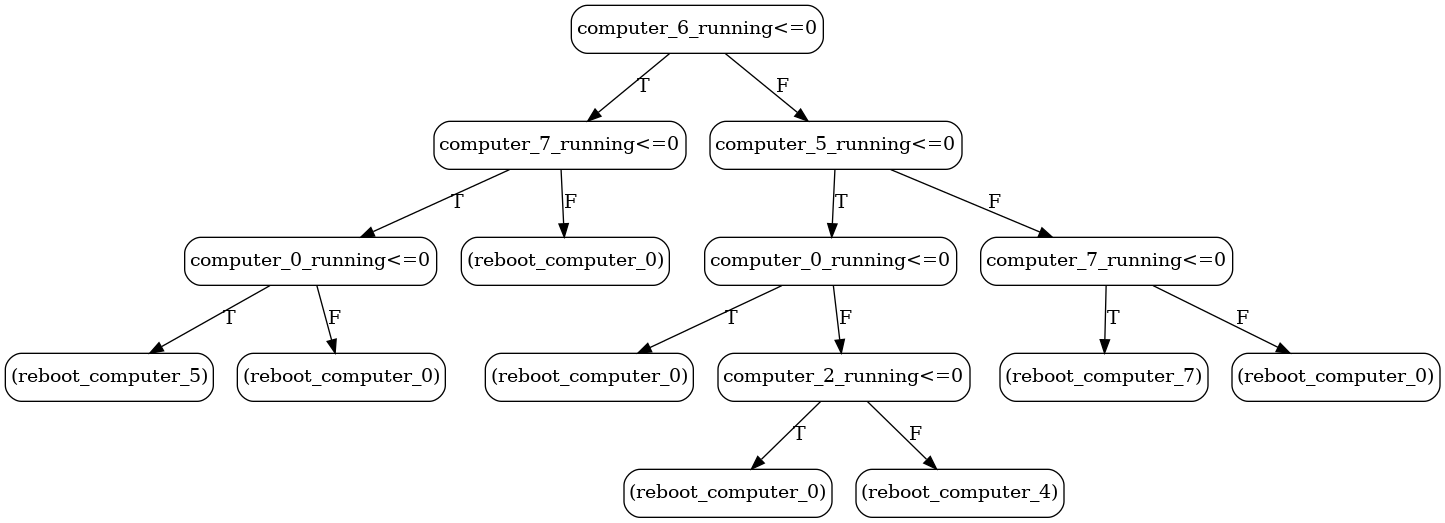 computer_6_running<=0
T
F
computer_7_running<=0
computer_5_running<=0
T
F
T
F
computer_0_running<=0
(reboot_computer_0)
computer_0_running<=0
computer_7_running<=0
T
F
T
F
T
F
(reboot_computer_5)
(reboot_computer_0)
(reboot_computer_0)
computer_2_running<=0
(reboot_computer_7)
(reboot_computer_0)
T
F
(reboot_computer_0)
(reboot_computer_4)